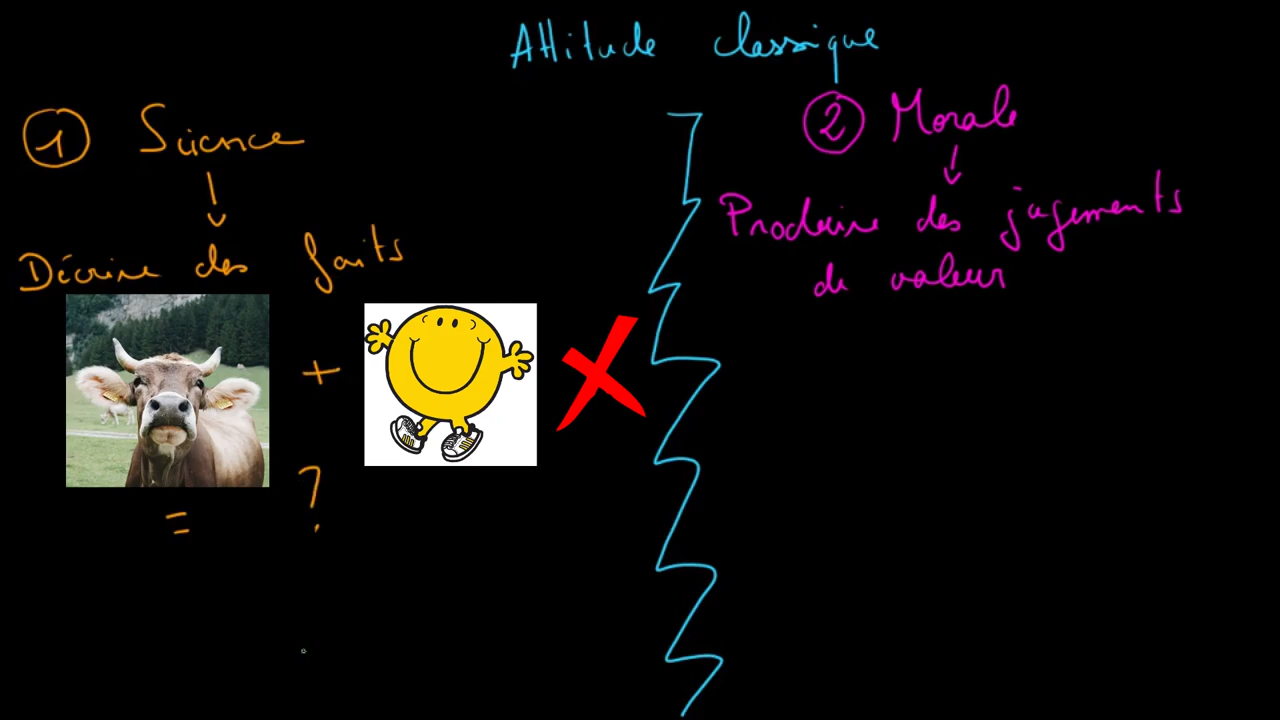 Attitude classique
1 Science
Décrire des faits
+
= ?
2 Morale
Produire des jugements
de valeur